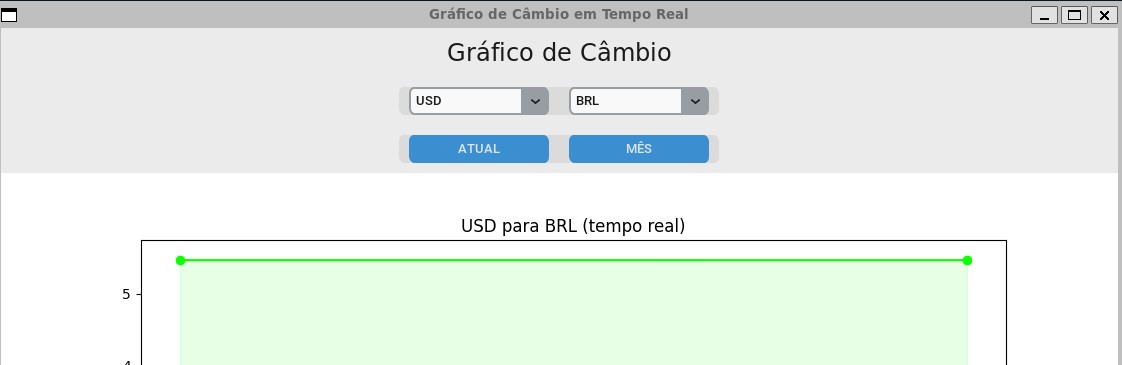 Gráfico de Câmbio em Tempo Real
Gráfico de Câmbio
USD BRL
ATUAL MÊS
USD para BRL (tempo real)
5
4